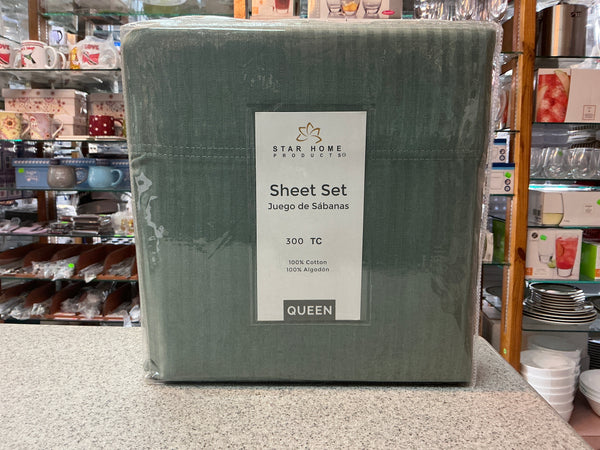 STAR HOME
PRODUCTS
Sheet Set
Juego de Sábanas
300 TC
100% Cotton
100% Algodón
QUEEN